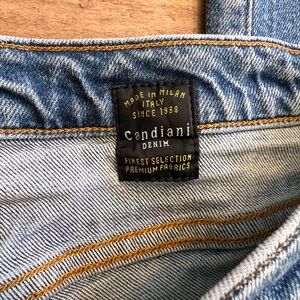 MADE IN MILAN
ITALY
SINCE 1938
Candiani
DENIM
FINEST SELECTION
PREMIUM FABRICS